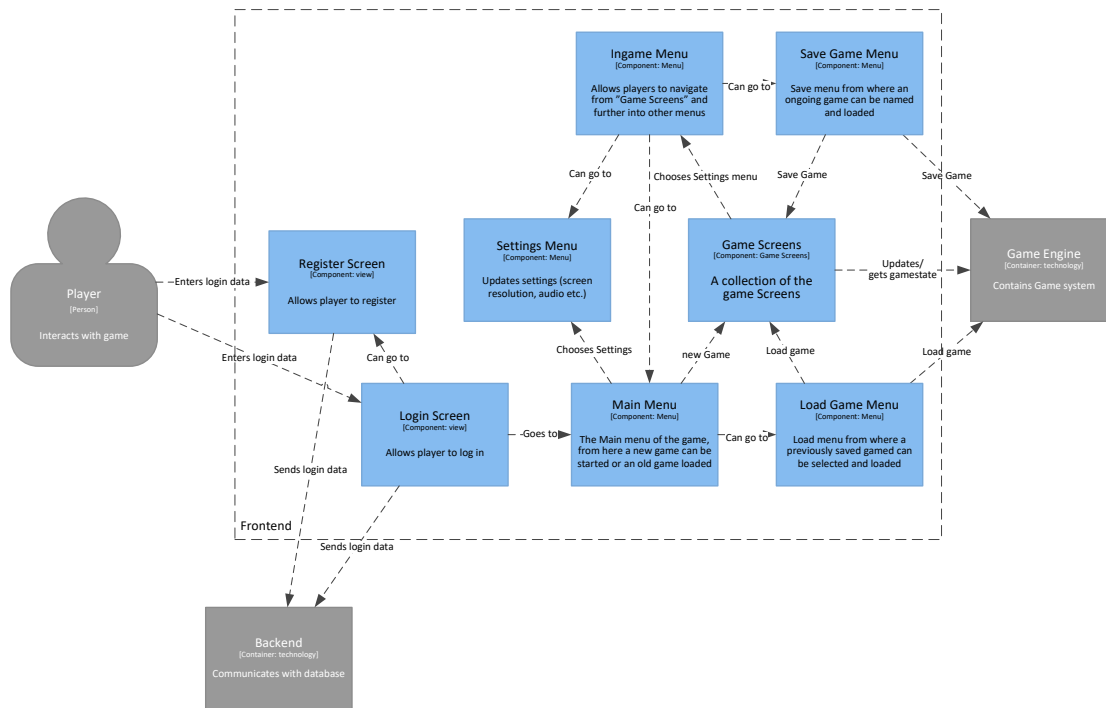 Ingame Menu
[Component: Menu]
Allows players to navigate
from "Game Screens" and
further into other menus
Can go to
Save Game Menu
[Component: Menu]
Save menu from where an
ongoing game can be named
and loaded
Can go to
Chooses Settings menu
Can go to
Save Game
Save Game
Player
[Person]
Interacts with game
Enters login data
Register Screen
[Component: view]
Allows player to register
Settings Menu
[Component: Menu]
Updates settings (screen
resolution, audio etc.)
Game Screens
[Component: Game Screens]
A collection of the
game Screens
Updates/
gets gamestate
Game Engine
[Container: technology]
Contains Game system
Enters login data
Can go to
Chooses Settings
new Game
Load game
Load game
Login Screen
[Component: view]
Allows player to log in
Goes to
Main Menu
[Component: Menu]
The Main menu of the game,
from here a new game can be
started or an old game loaded
Can go to
Load Game Menu
[Component: Menu]
Load menu from where a
previously saved gamed can
be selected and loaded
Sends login data
Frontend
Sends login data
Backend
[Container: technology]
Communicates with database